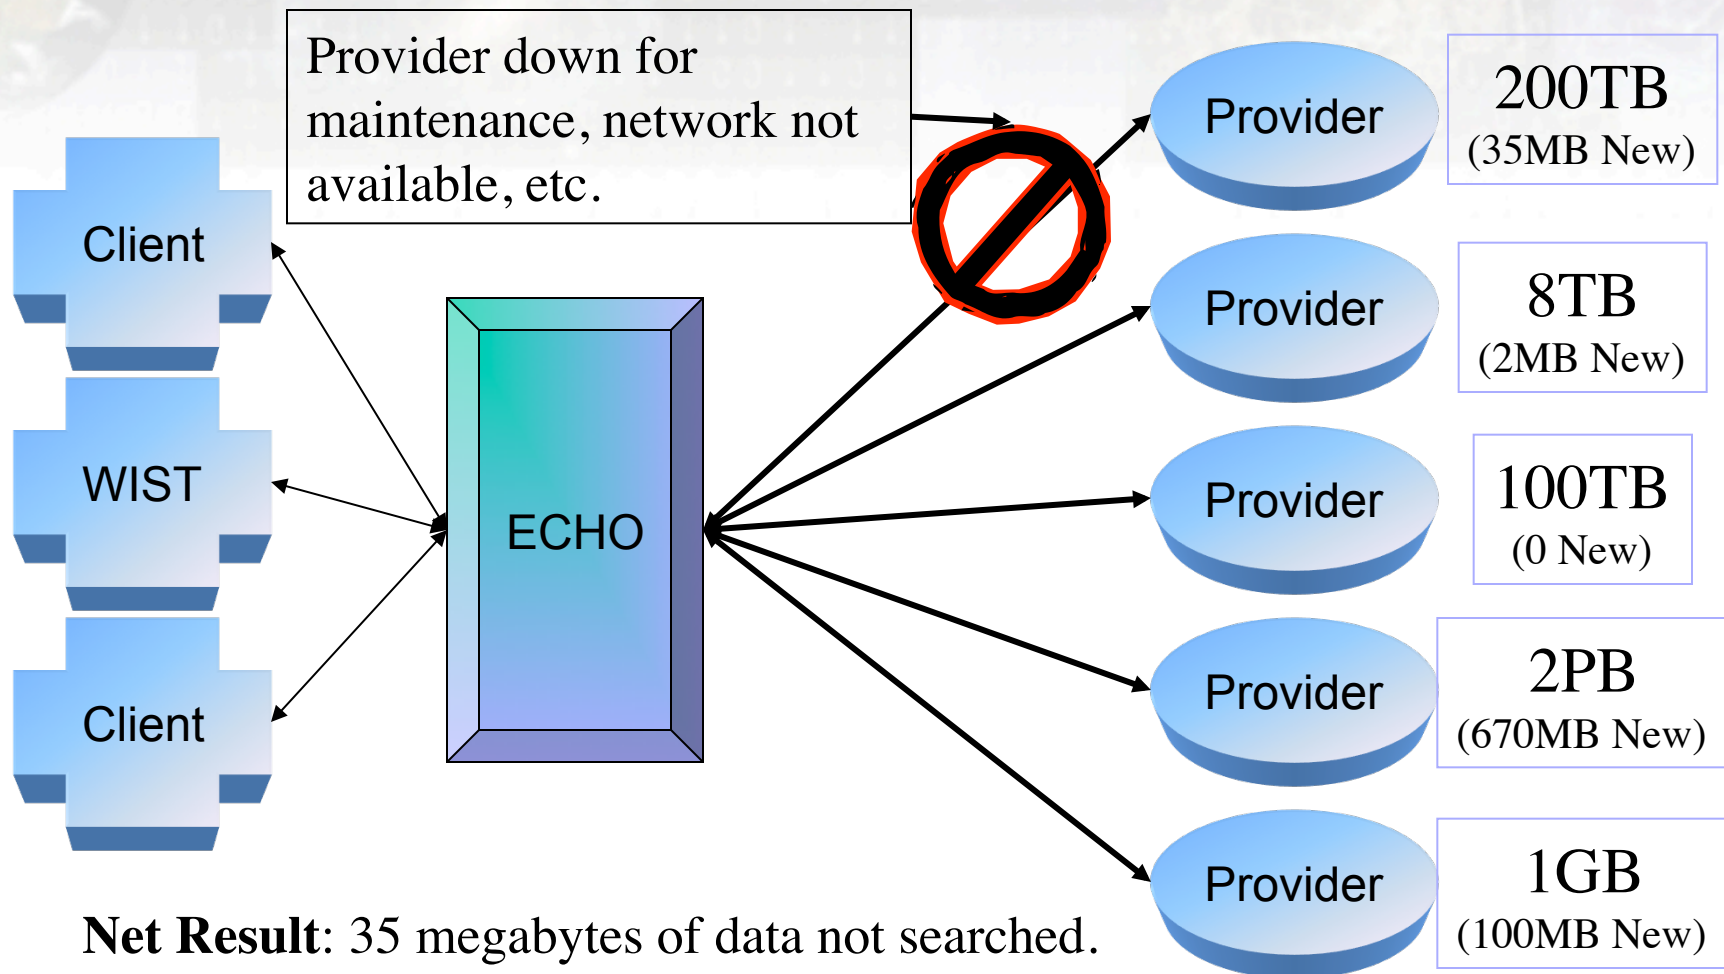 Provider down for
maintenance, network not
available, etc.
Client
WIST
Client
ECHO
Provider
200TB
(35MB New)
Provider
8TB
(2MB New)
Provider
100TB
(0 New)
Provider
2PB
(670MB New)
Provider
1GB
(100MB New)
Net Result: 35 megabytes of data not searched.